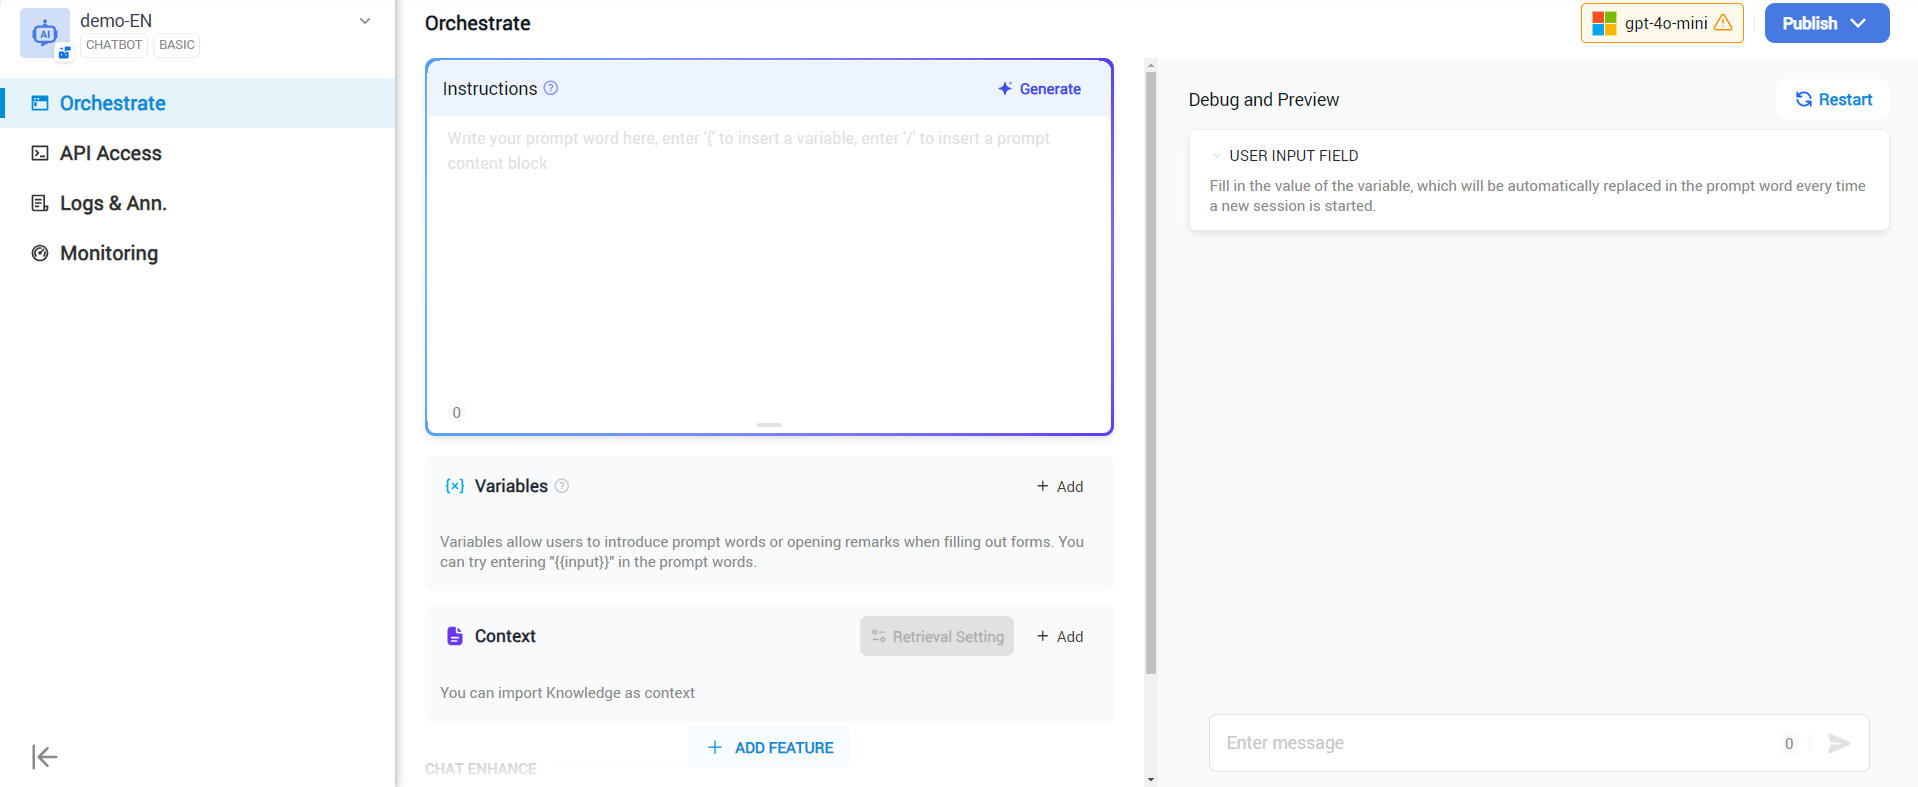 demo-EN
CHATBOT BASIC
Orchestrate
API Access
Logs & Ann.
Monitoring
Orchestrate
gpt-4o-mini
Publish
Instructions
Generate
Write your prompt word here, enter '{' to insert a variable, enter '/' to insert a prompt
content block
0
Variables
+ Add
Variables allow users to introduce prompt words or opening remarks when filling out forms. You
can try entering "{{input}}" in the prompt words.
Context
Retrieval Setting
+ Add
You can import Knowledge as context
+ ADD FEATURE
CHAT ENHANCE
Debug and Preview
Restart
USER INPUT FIELD
Fill in the value of the variable, which will be automatically replaced in the prompt word every time
a new session is started.
Enter message
0